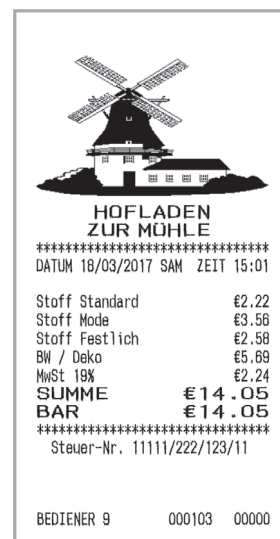 HOFLADEN
ZUR MÜHLE
********************************
DATUM 18/03/2017 SAM ZEIT 15:01
Stoff Standard €2.22
Stoff Mode €3.56
Stoff Festlich €2.58
BW / Deko €5.69
MwSt 19% €2.24
SUMME €14.05
BAR €14.05
********************************
Steuer-Nr. 11111/222/123/11
BEDIENER 9 000103 00000